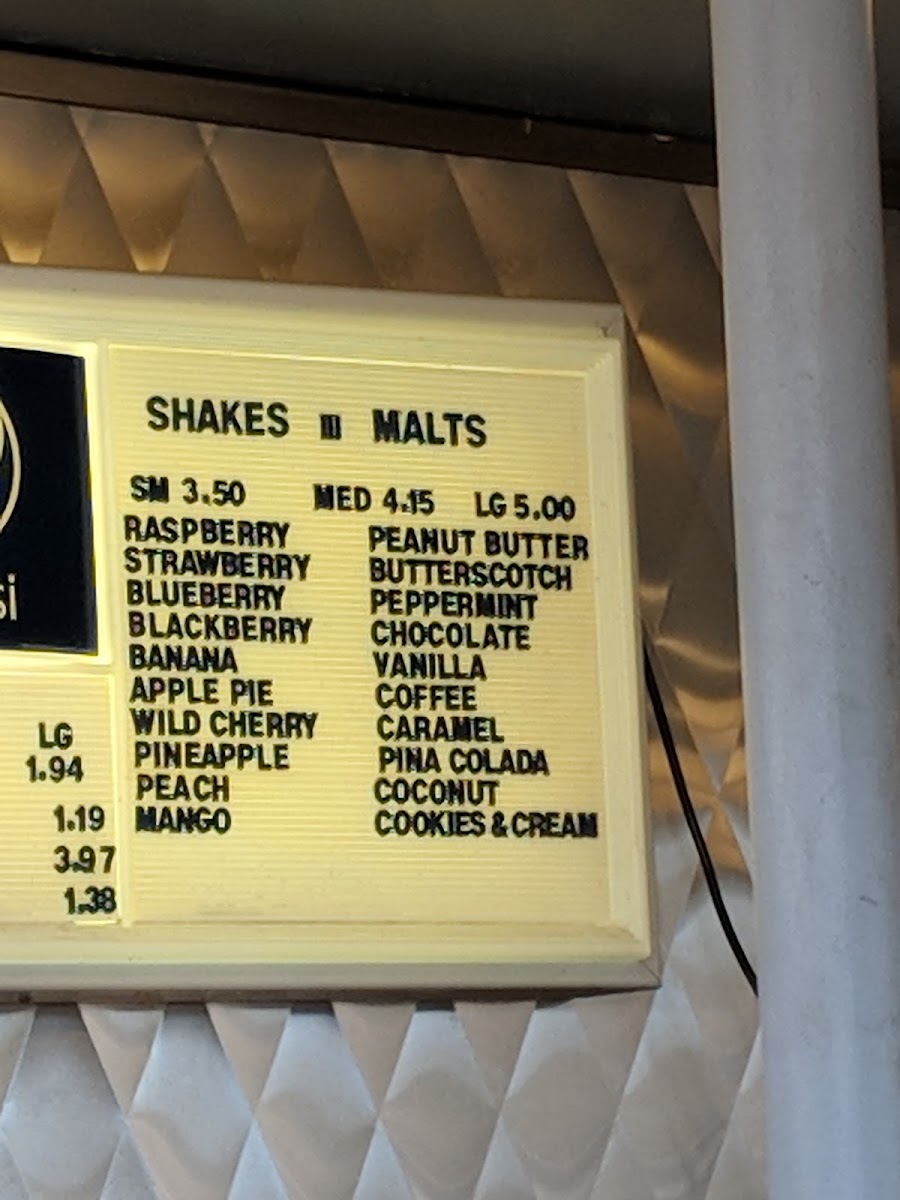 SHAKES MALTS
SM 3.50 MED 4.15 LG 5.00
RASPBERRY
STRAWBERRY
BLUEBERRY
BLACKBERRY
BANANA
APPLE PIE
WILD CHERRY
PINEAPPLE
PEACH
MANGO
PEANUT BUTTER
BUTTERSCOTCH
PEPPERMINT
CHOCOLATE
VANILLA
COFFEE
CARAMEL
PINA COLADA
COCONUT
COOKIES & CREAM
si
LG
1.94
1.19
3.97
1.38